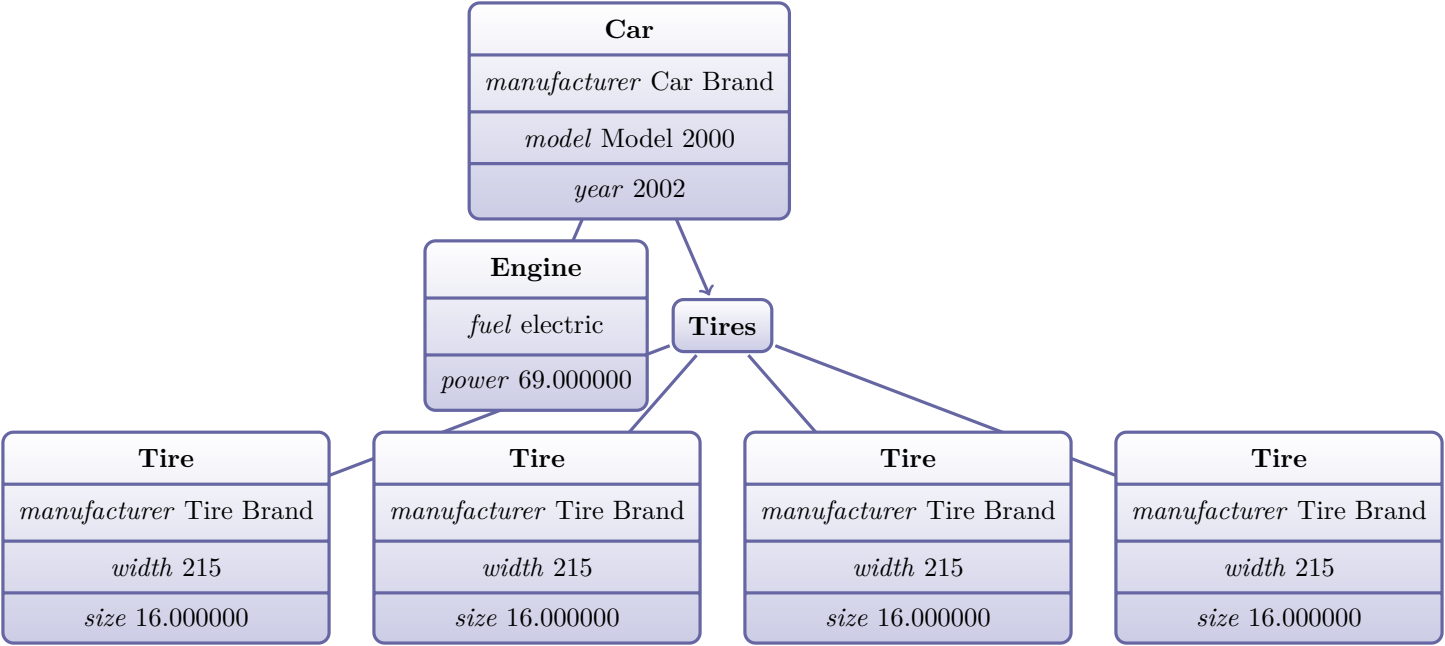 Car
manufacturer Car Brand
model Model 2000
year 2002
Engine
fuel electric
power 69.000000
Tires
Tire
manufacturer Tire Brand
width 215
size 16.000000
Tire
manufacturer Tire Brand
width 215
size 16.000000
Tire
manufacturer Tire Brand
width 215
size 16.000000
Tire
manufacturer Tire Brand
width 215
size 16.000000